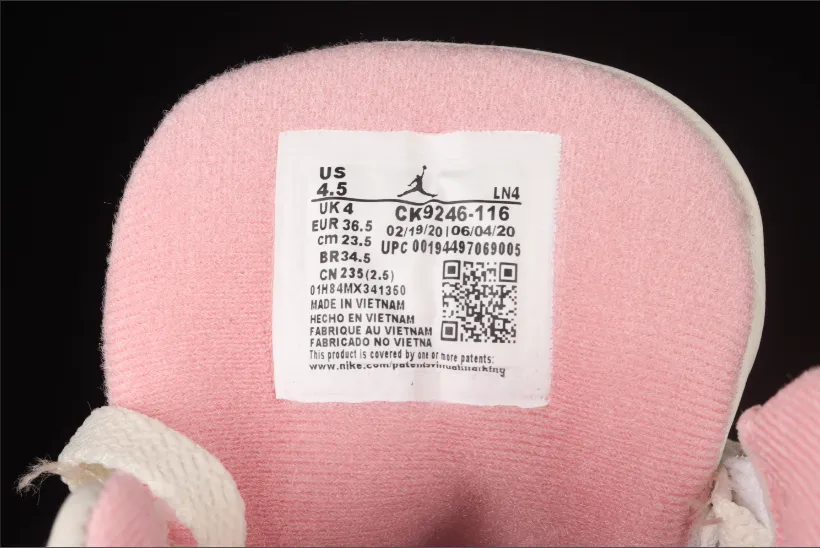 US
4.5
LN4
UK 4
CK9246-116
EUR 36.5
02/19/20 | 06/04/20
cm 23.5
UPC 00194497069005
BR 34.5
CN 235(2.5)
01H84MX341350
MADE IN VIETNAM
HECHO EN VIETNAM
FABRIQUE AU VIETNAM
FABRICADO NO VIETNA
This product is covered by one or more patents: